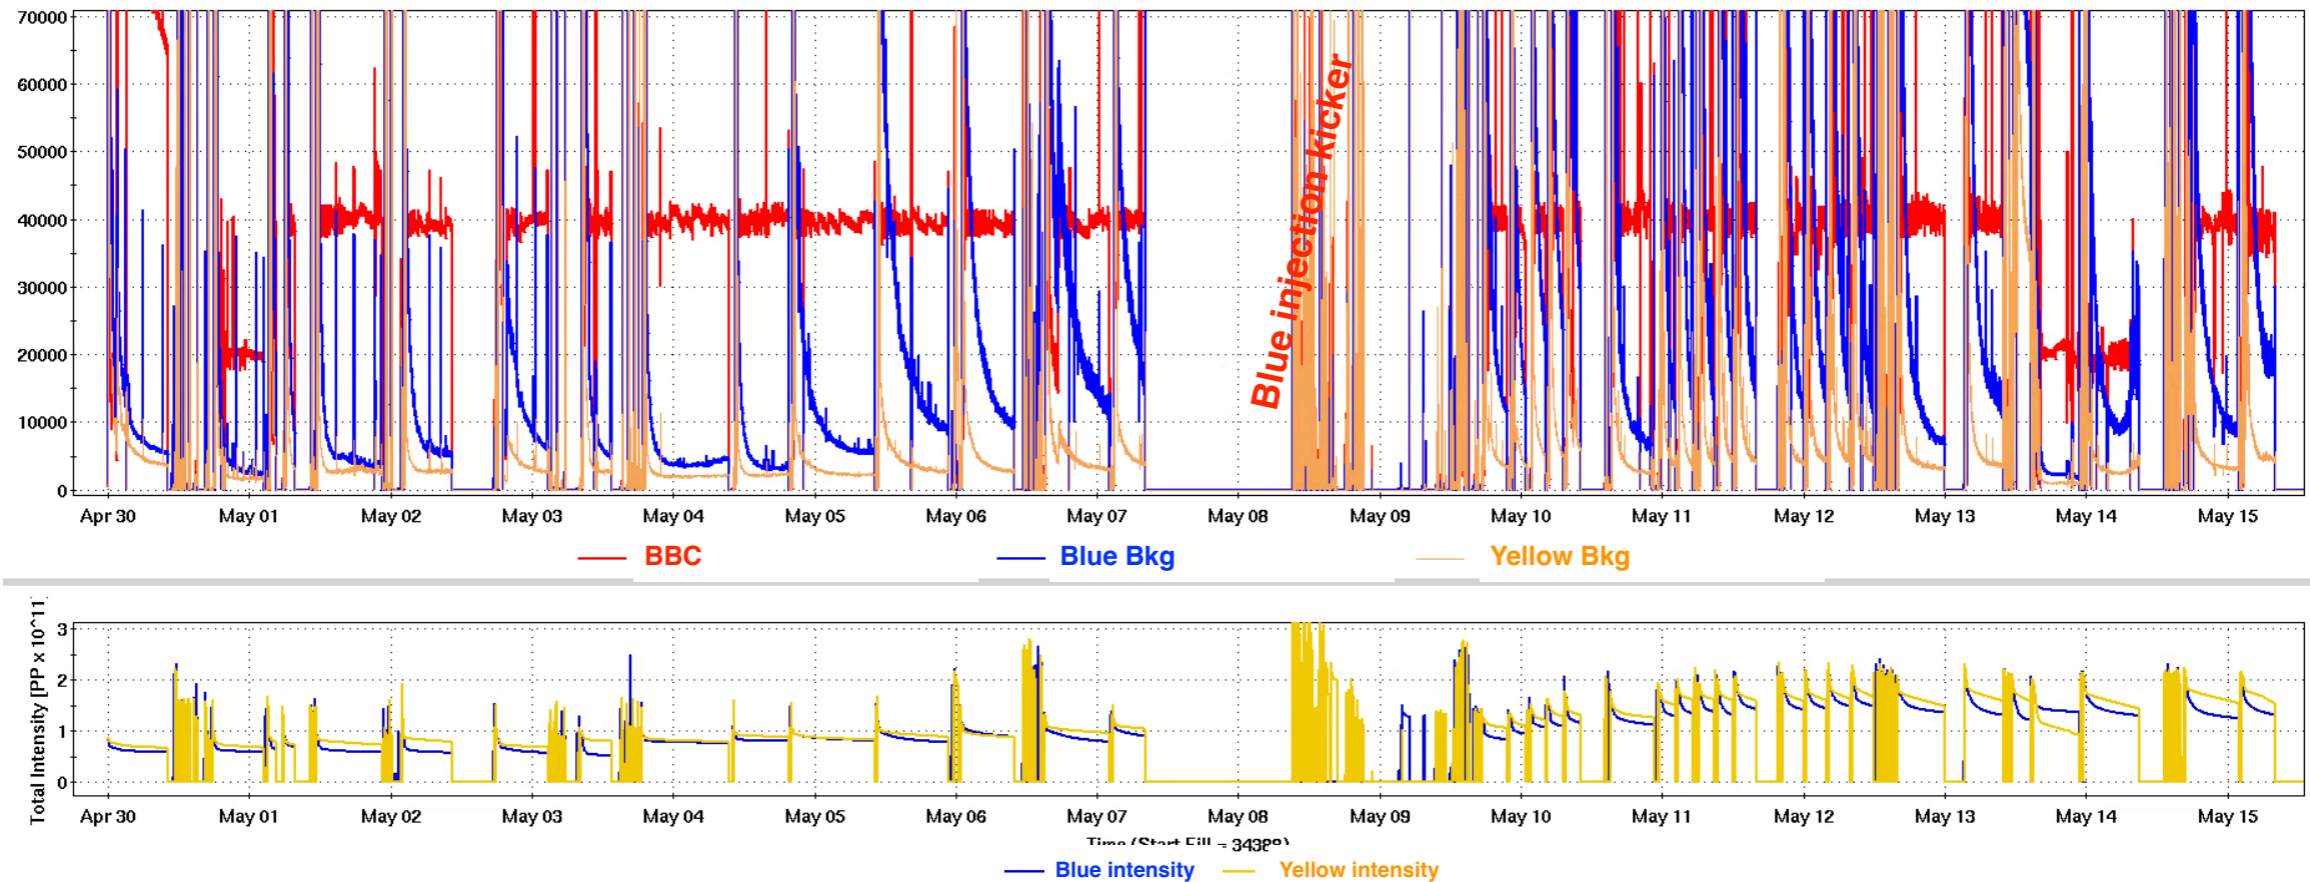 70000
60000
50000
40000
30000
20000
10000
0
Blue injection kicker
Apr 30 May 01 May 02 May 03 May 04 May 05 May 06 May 07 May 08 May 09 May 10 May 11 May 12 May 13 May 14 May 15
BBC Blue Bkg Yellow Bkg
Total Intensity [PP x 10^11]
3
2
1
0
Apr 30 May 01 May 02 May 03 May 04 May 05 May 06 May 07 May 08 May 09 May 10 May 11 May 12 May 13 May 14 May 15
Time (Start Fill = 34388)
Blue intensity Yellow intensity